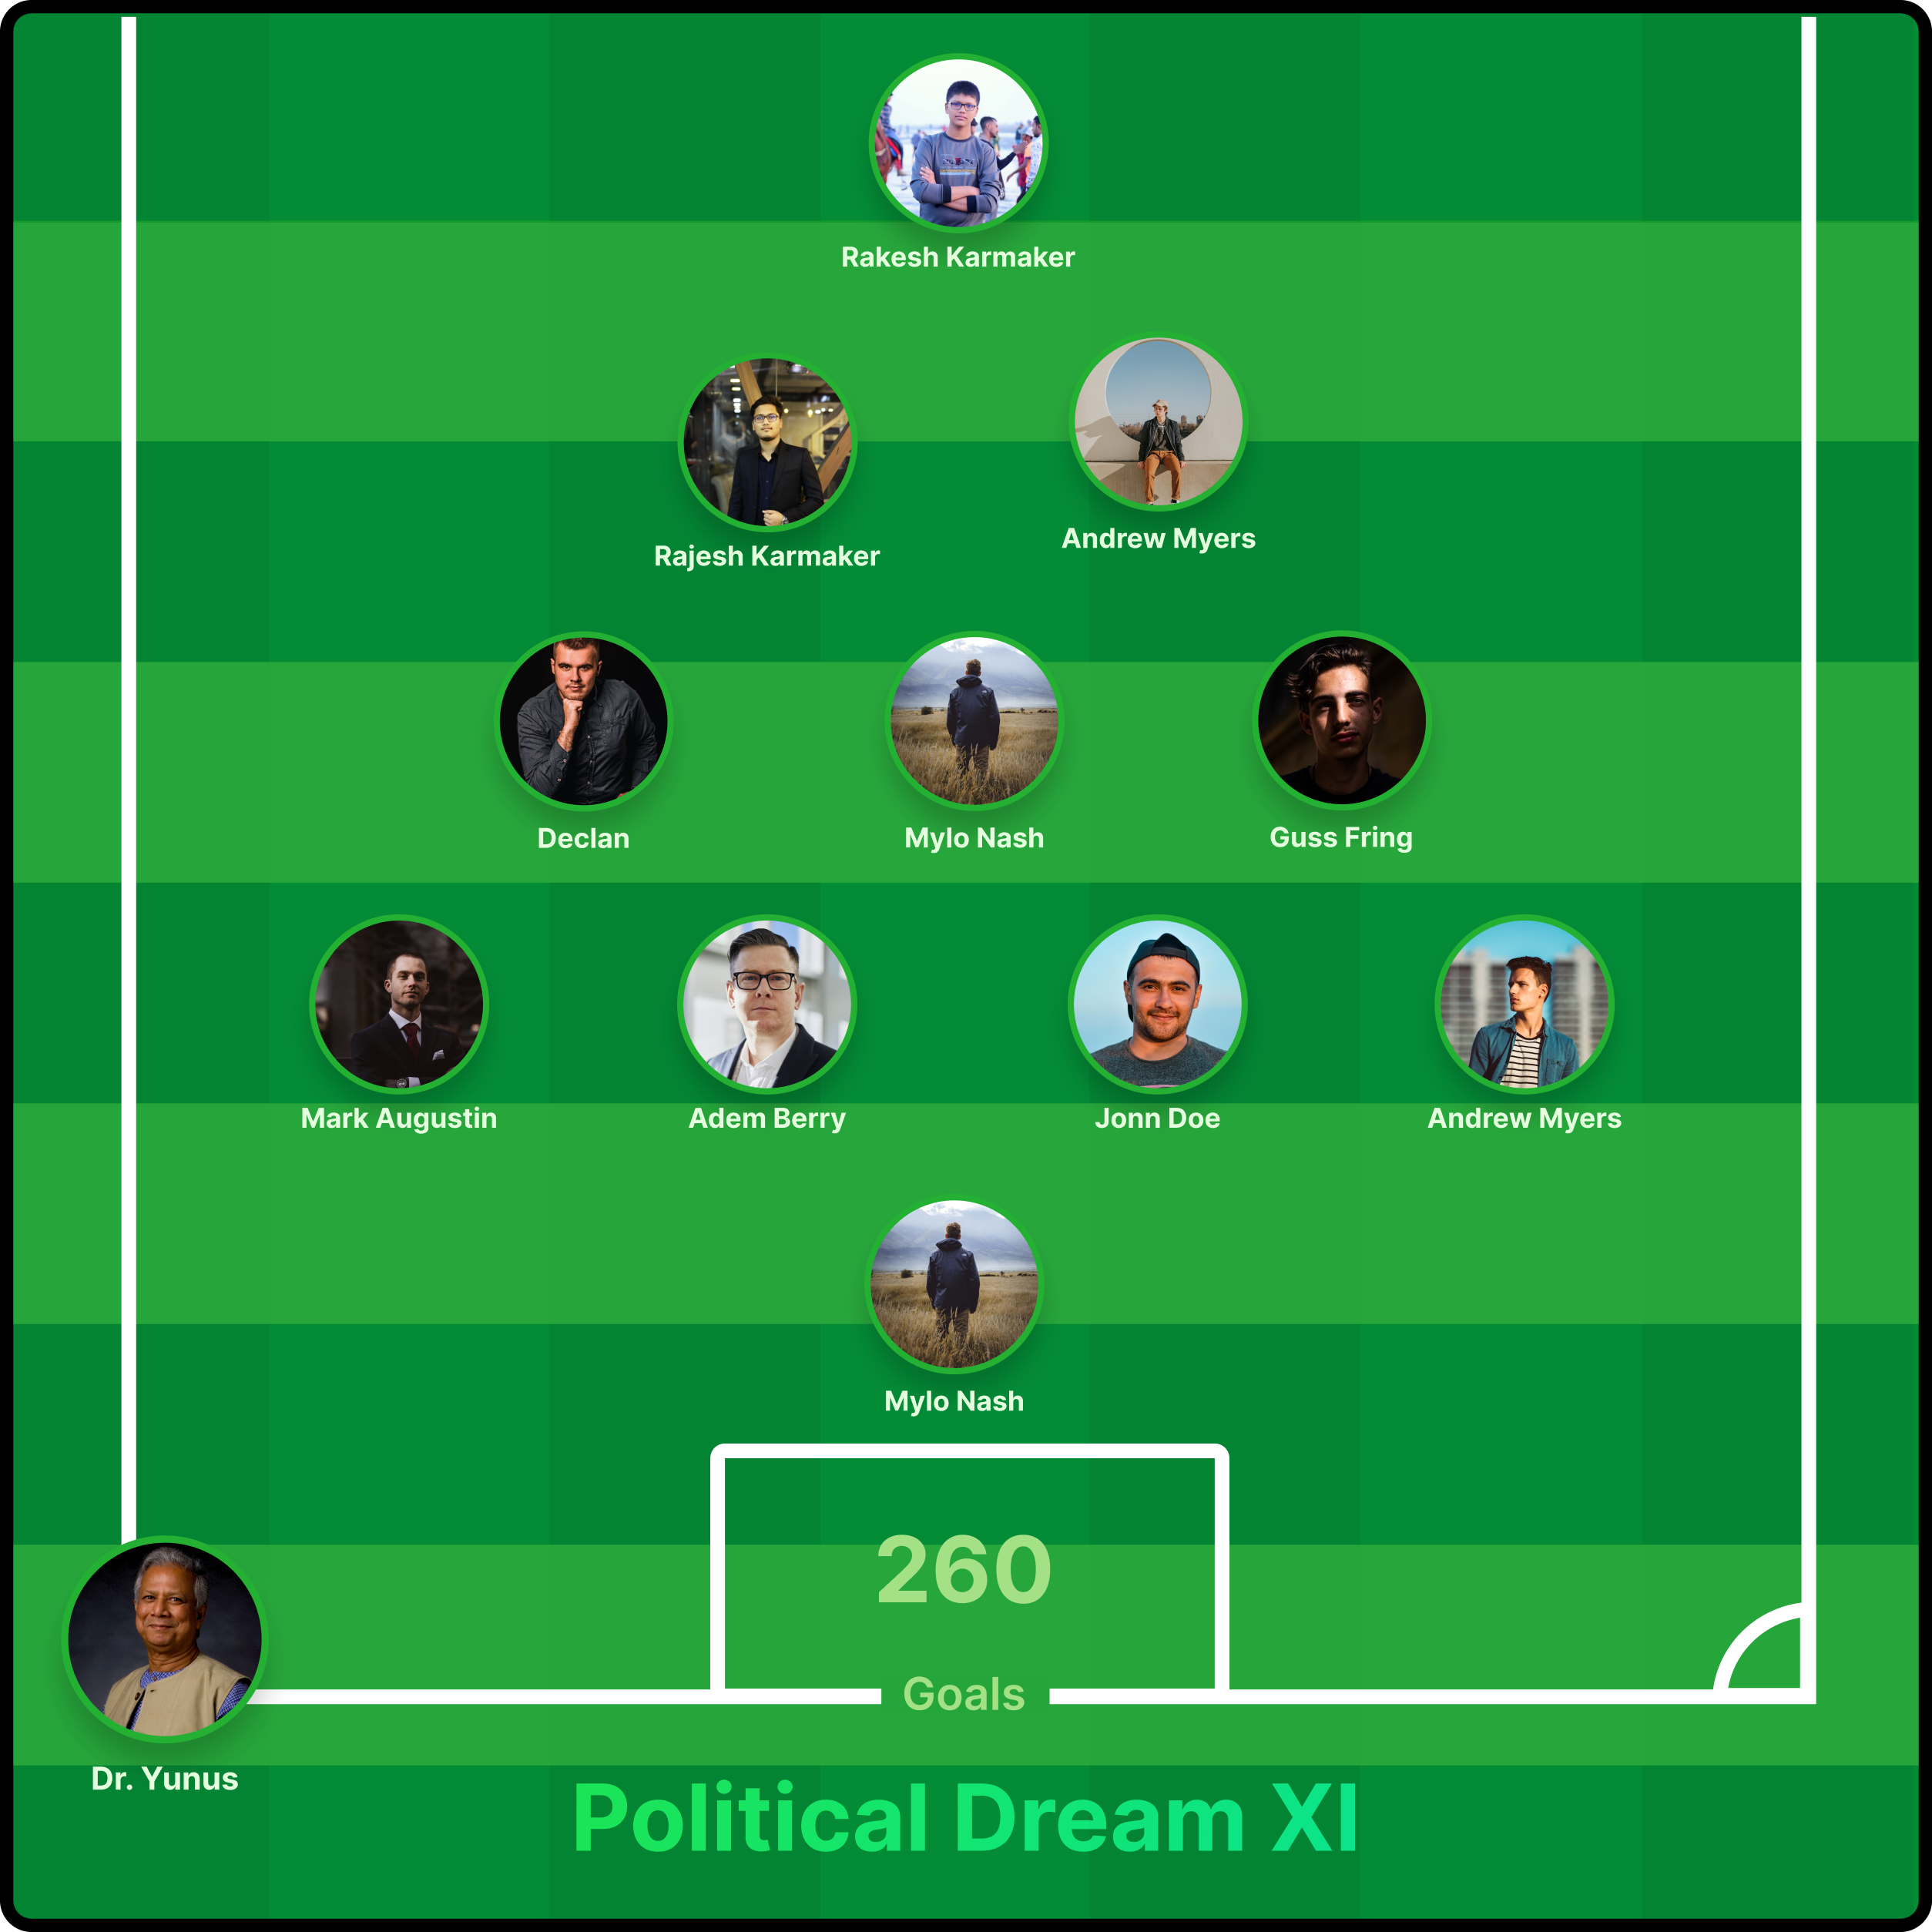 Rakesh Karmaker
Rajesh Karmaker
Andrew Myers
Declan
Mylo Nash
Guss Fring
Mark Augustin
Adem Berry
Jonn Doe
Andrew Myers
Mylo Nash
260
Goals
Dr. Yunus
Political Dream XI